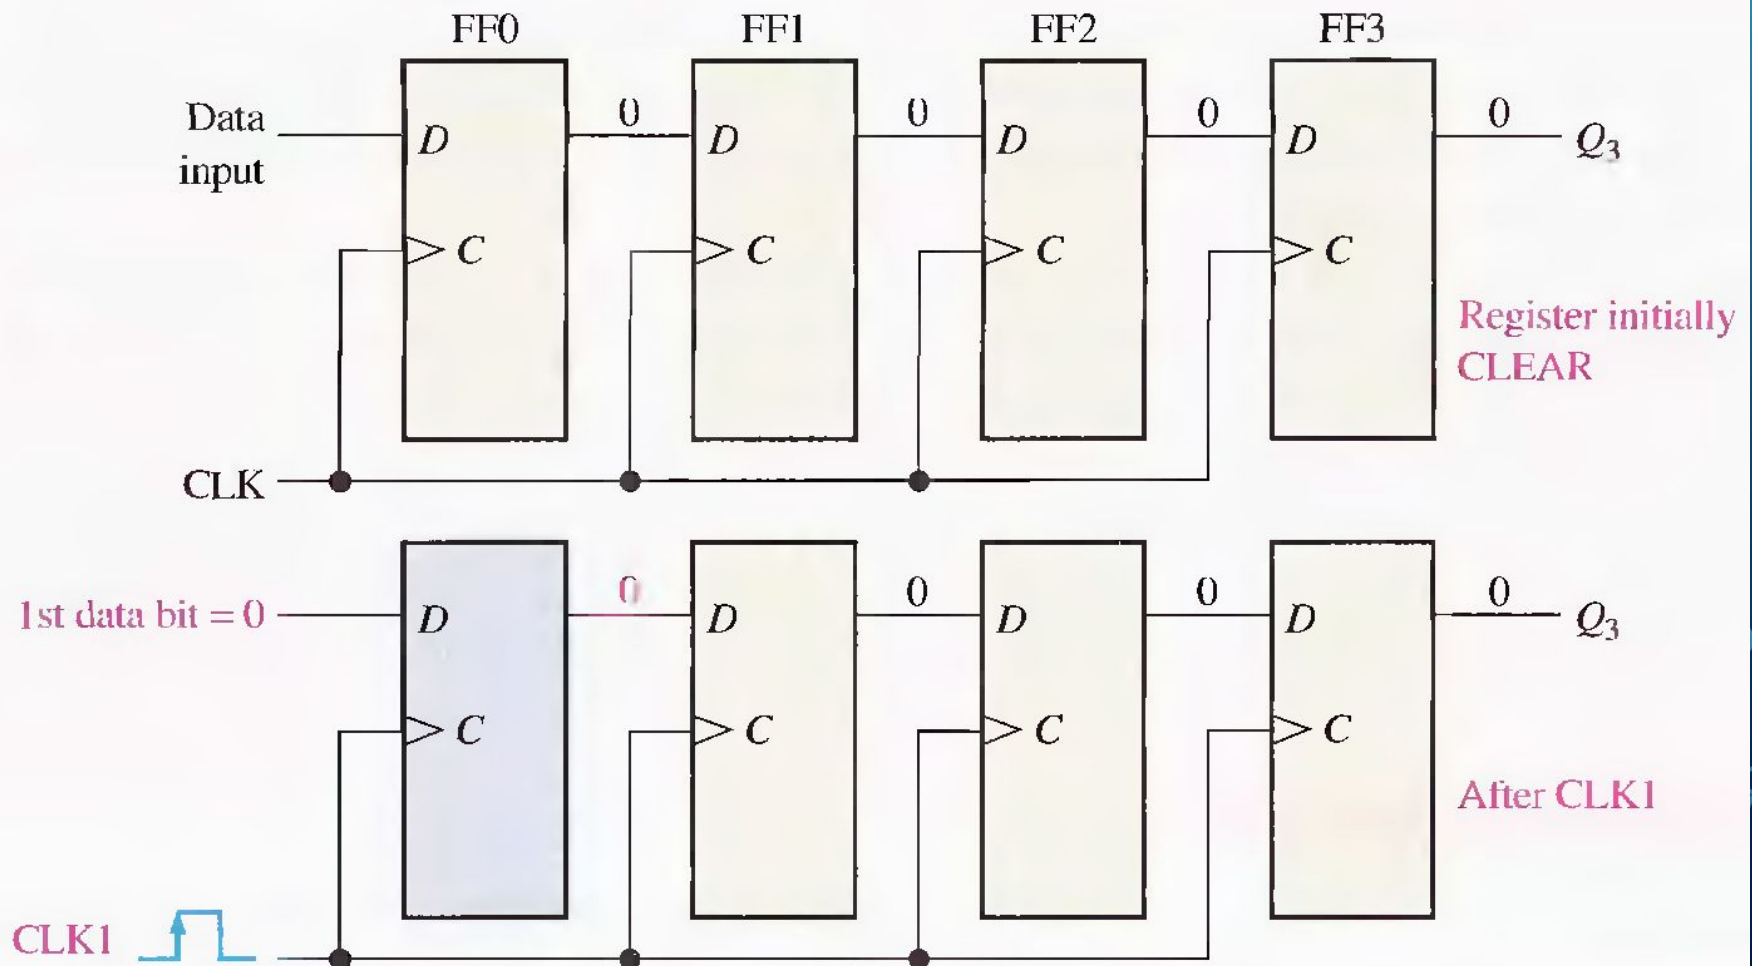 FF0 FF1 FF2 FF3
Data input
D 0 D 0 D 0 D 0 Q3
C C C C
Register initially
CLEAR
CLK
1st data bit = 0 D 0 D 0 D 0 D 0 Q3
C C C C
After CLK1
CLK1